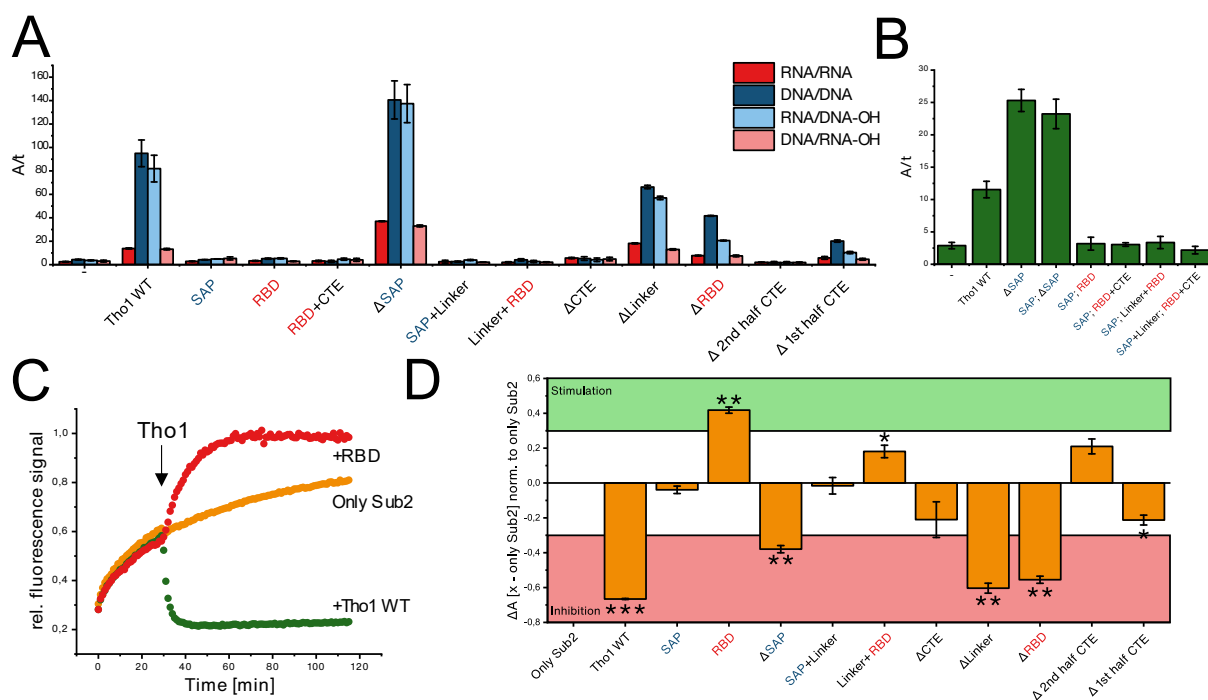 A
160
140
120
100
80
60
40
20
0
A/t
RNA/RNA
DNA/DNA
RNA/DNA-OH
DNA/RNA-OH
-
Tho1 WT
SAP
RBD
RBD+CTE
ΔSAP
SAP+Linker
Linker+RBD
ΔCTE
ΔLinker
ΔRBD
Δ 2nd half CTE
Δ 1st half CTE
B
30
25
20
15
10
5
0
A/t
-
Tho1 WT
ΔSAP
SAP; ΔSAP
SAP; RBD
SAP; RBD+CTE
SAP; Linker+RBD
SAP+Linker; RBD+CTE
C
1,0
0,8
0,6
0,4
0,2
rel. fluorescence signal
Tho1
+RBD
Only Sub2
+Tho1 WT
0 20 40 60 80 100 120
Time [min]
D
0,6
0,4
0,2
0,0
-0,2
-0,4
-0,6
-0,8
ΔA [x - only Sub2] norm. to only Sub2
Stimulation
Inhibition
***
**
**
*
**
**
*
Only Sub2
Tho1 WT
SAP
RBD
ΔSAP
SAP+Linker
Linker+RBD
ΔCTE
ΔLinker
ΔRBD
Δ 2nd half CTE
Δ 1st half CTE